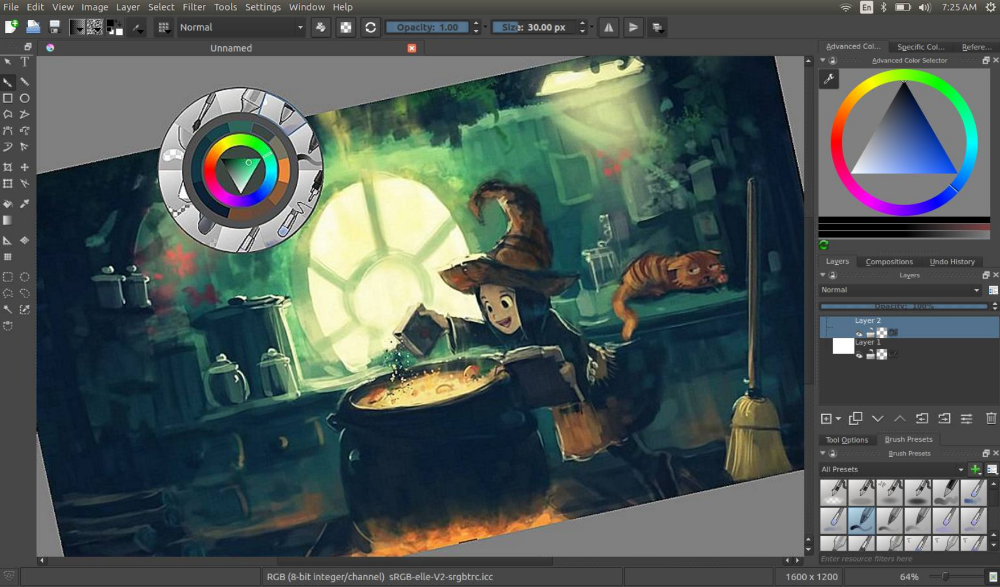 File Edit View Image Layer Select Filter Tools Settings Window Help
En
7:25 AM
Normal
Opacity: 1.00
Size: 30.00 px
Unnamed
Advanced Col...
Specific Col...
Refere...
Advanced Color Selector
T
Layers
Compositions
Undo History
Layers
Normal
Opacity: 100%
Layer 2
Layer 1
Tool Options
Brush Presets
Brush Presets
All Presets
T T T
Enter resource filters here
RGB (8-bit integer/channel) sRGB-elle-V2-srgbtrc.icc
1600 x 1200
64%